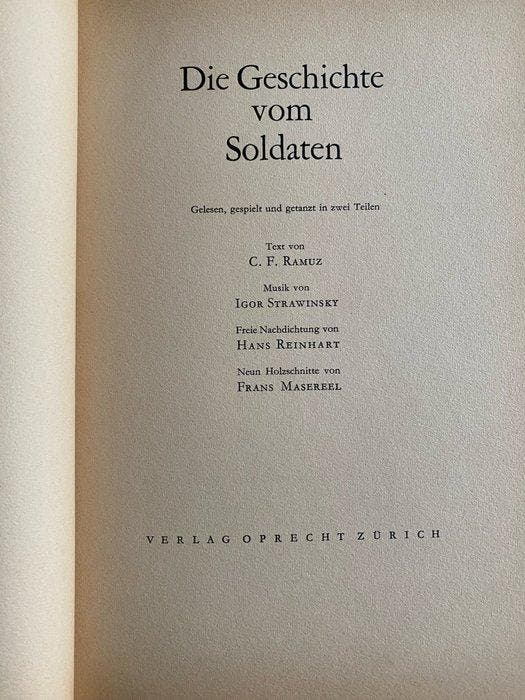 Die Geschichte
vom
Soldaten
Gelesen, gespielt und getanzt in zwei Teilen
Text von
C. F. RAMUZ
Musik von
IGOR STRAWINSKY
Freie Nachdichtung von
HANS REINHART
Neun Holzschnitte von
FRANS MASEREEL
VERLAG OPRECHT ZÜRICH